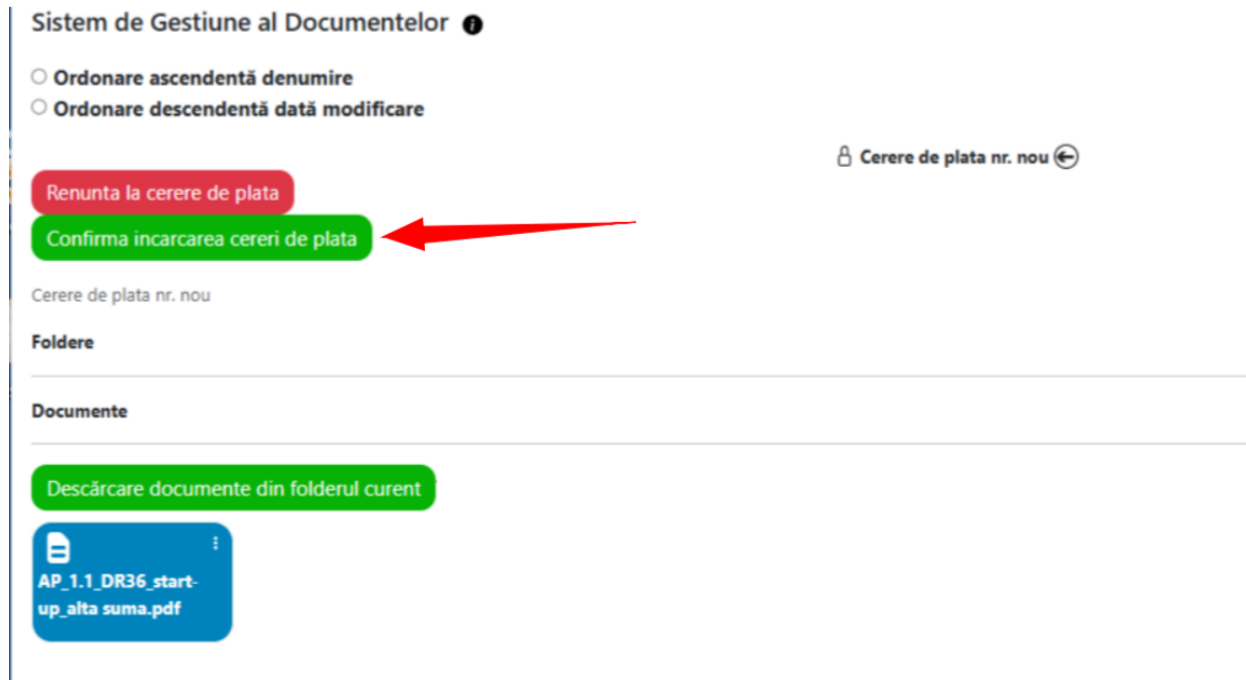 Sistem de Gestiune al Documentelor
Ordonare ascendentă denumire
Ordonare descendentă dată modificare
Cerere de plata nr. nou
Renunta la cerere de plata
Confirma incarcarea cereri de plata
Cerere de plata nr. nou
Foldere
Documente
Descărcare documente din folderul curent
AP_1.1_DR36_start-
up_alta suma.pdf